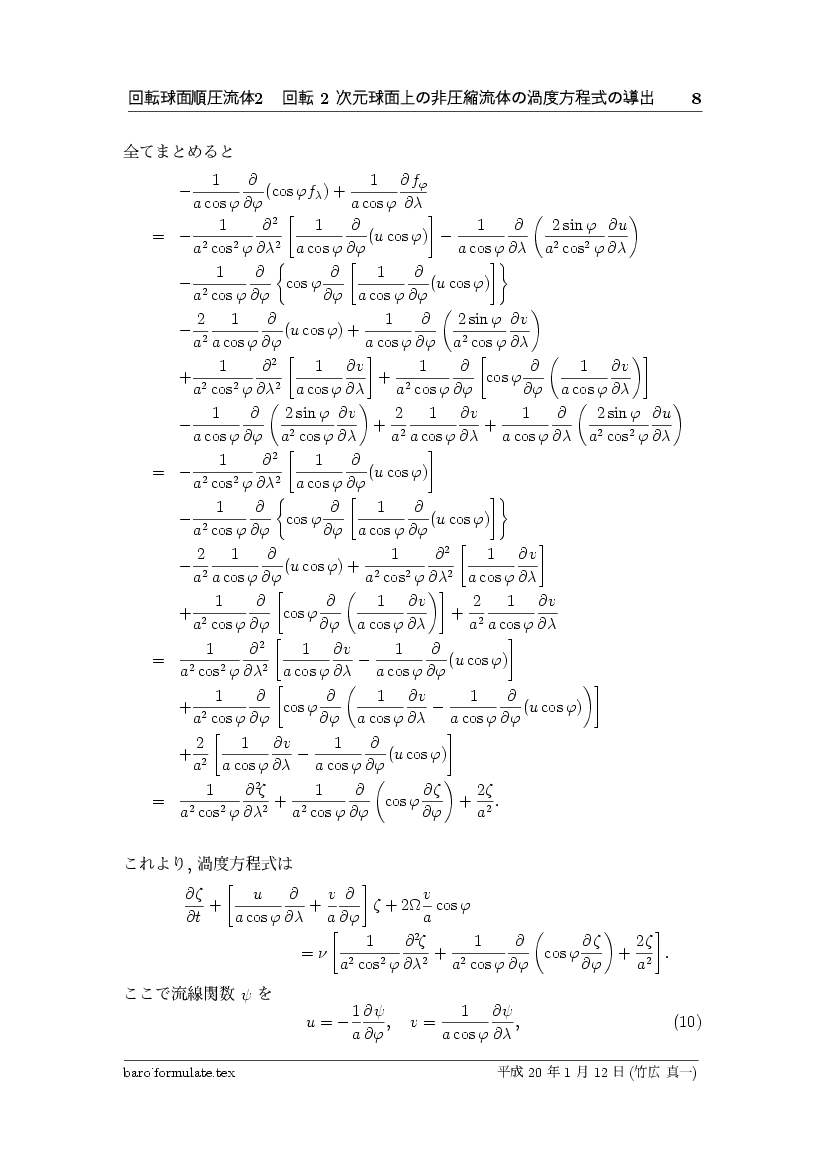 回転球面順圧流体2　回転 2 次元球面上の非圧縮流体の渦度方程式の導出　8
全てまとめると
$-\frac{1}{a\cos\varphi}\frac{\partial}{\partial\varphi}(\cos\varphi f_\lambda) + \frac{1}{a\cos\varphi}\frac{\partial f_\varphi}{\partial\lambda}$
$= -\frac{1}{a^2\cos^2\varphi}\frac{\partial^2}{\partial\lambda^2}\left[\frac{1}{a\cos\varphi}\frac{\partial}{\partial\varphi}(u\cos\varphi)\right] - \frac{1}{a\cos\varphi}\frac{\partial}{\partial\lambda}\left(\frac{2\sin\varphi}{a^2\cos^2\varphi}\frac{\partial u}{\partial\lambda}\right)$
$-\frac{1}{a^2\cos\varphi}\frac{\partial}{\partial\varphi}\left\{\cos\varphi\frac{\partial}{\partial\varphi}\left[\frac{1}{a\cos\varphi}\frac{\partial}{\partial\varphi}(u\cos\varphi)\right]\right\}$
$-\frac{2}{a^2}\frac{1}{a\cos\varphi}\frac{\partial}{\partial\varphi}(u\cos\varphi) + \frac{1}{a\cos\varphi}\frac{\partial}{\partial\varphi}\left(\frac{2\sin\varphi}{a^2\cos\varphi}\frac{\partial v}{\partial\lambda}\right)$
$+\frac{1}{a^2\cos^2\varphi}\frac{\partial^2}{\partial\lambda^2}\left[\frac{1}{a\cos\varphi}\frac{\partial v}{\partial\lambda}\right] + \frac{1}{a^2\cos\varphi}\frac{\partial}{\partial\varphi}\left[\cos\varphi\frac{\partial}{\partial\varphi}\left(\frac{1}{a\cos\varphi}\frac{\partial v}{\partial\lambda}\right)\right]$
$-\frac{1}{a\cos\varphi}\frac{\partial}{\partial\varphi}\left(\frac{2\sin\varphi}{a^2\cos\varphi}\frac{\partial v}{\partial\lambda}\right) + \frac{2}{a^2}\frac{1}{a\cos\varphi}\frac{\partial v}{\partial\lambda} + \frac{1}{a\cos\varphi}\frac{\partial}{\partial\lambda}\left(\frac{2\sin\varphi}{a^2\cos^2\varphi}\frac{\partial u}{\partial\lambda}\right)$
$= -\frac{1}{a^2\cos^2\varphi}\frac{\partial^2}{\partial\lambda^2}\left[\frac{1}{a\cos\varphi}\frac{\partial}{\partial\varphi}(u\cos\varphi)\right]$
$-\frac{1}{a^2\cos\varphi}\frac{\partial}{\partial\varphi}\left\{\cos\varphi\frac{\partial}{\partial\varphi}\left[\frac{1}{a\cos\varphi}\frac{\partial}{\partial\varphi}(u\cos\varphi)\right]\right\}$
$-\frac{2}{a^2}\frac{1}{a\cos\varphi}\frac{\partial}{\partial\varphi}(u\cos\varphi) + \frac{1}{a^2\cos^2\varphi}\frac{\partial^2}{\partial\lambda^2}\left[\frac{1}{a\cos\varphi}\frac{\partial v}{\partial\lambda}\right]$
$+\frac{1}{a^2\cos\varphi}\frac{\partial}{\partial\varphi}\left[\cos\varphi\frac{\partial}{\partial\varphi}\left(\frac{1}{a\cos\varphi}\frac{\partial v}{\partial\lambda}\right)\right] + \frac{2}{a^2}\frac{1}{a\cos\varphi}\frac{\partial v}{\partial\lambda}$
$= \frac{1}{a^2\cos^2\varphi}\frac{\partial^2}{\partial\lambda^2}\left[\frac{1}{a\cos\varphi}\frac{\partial v}{\partial\lambda} - \frac{1}{a\cos\varphi}\frac{\partial}{\partial\varphi}(u\cos\varphi)\right]$
$+\frac{1}{a^2\cos\varphi}\frac{\partial}{\partial\varphi}\left[\cos\varphi\frac{\partial}{\partial\varphi}\left(\frac{1}{a\cos\varphi}\frac{\partial v}{\partial\lambda} - \frac{1}{a\cos\varphi}\frac{\partial}{\partial\varphi}(u\cos\varphi)\right)\right]$
$+\frac{2}{a^2}\left[\frac{1}{a\cos\varphi}\frac{\partial v}{\partial\lambda} - \frac{1}{a\cos\varphi}\frac{\partial}{\partial\varphi}(u\cos\varphi)\right]$
$= \frac{1}{a^2\cos^2\varphi}\frac{\partial^2\zeta}{\partial\lambda^2} + \frac{1}{a^2\cos\varphi}\frac{\partial}{\partial\varphi}\left(\cos\varphi\frac{\partial\zeta}{\partial\varphi}\right) + \frac{2\zeta}{a^2}.$
これより, 渦度方程式は
$\frac{\partial\zeta}{\partial t} + \left[\frac{u}{a\cos\varphi}\frac{\partial}{\partial\lambda} + \frac{v}{a}\frac{\partial}{\partial\varphi}\right]\zeta + 2\Omega\frac{v}{a}\cos\varphi$
$= \nu\left[\frac{1}{a^2\cos^2\varphi}\frac{\partial^2\zeta}{\partial\lambda^2} + \frac{1}{a^2\cos\varphi}\frac{\partial}{\partial\varphi}\left(\cos\varphi\frac{\partial\zeta}{\partial\varphi}\right) + \frac{2\zeta}{a^2}\right].$
ここで流線関数 ψ を
$u = -\frac{1}{a}\frac{\partial\psi}{\partial\varphi}, \quad v = \frac{1}{a\cos\varphi}\frac{\partial\psi}{\partial\lambda},$ (10)
baro˙formulate.tex　平成 20 年 1 月 12 日 (竹広 真一)